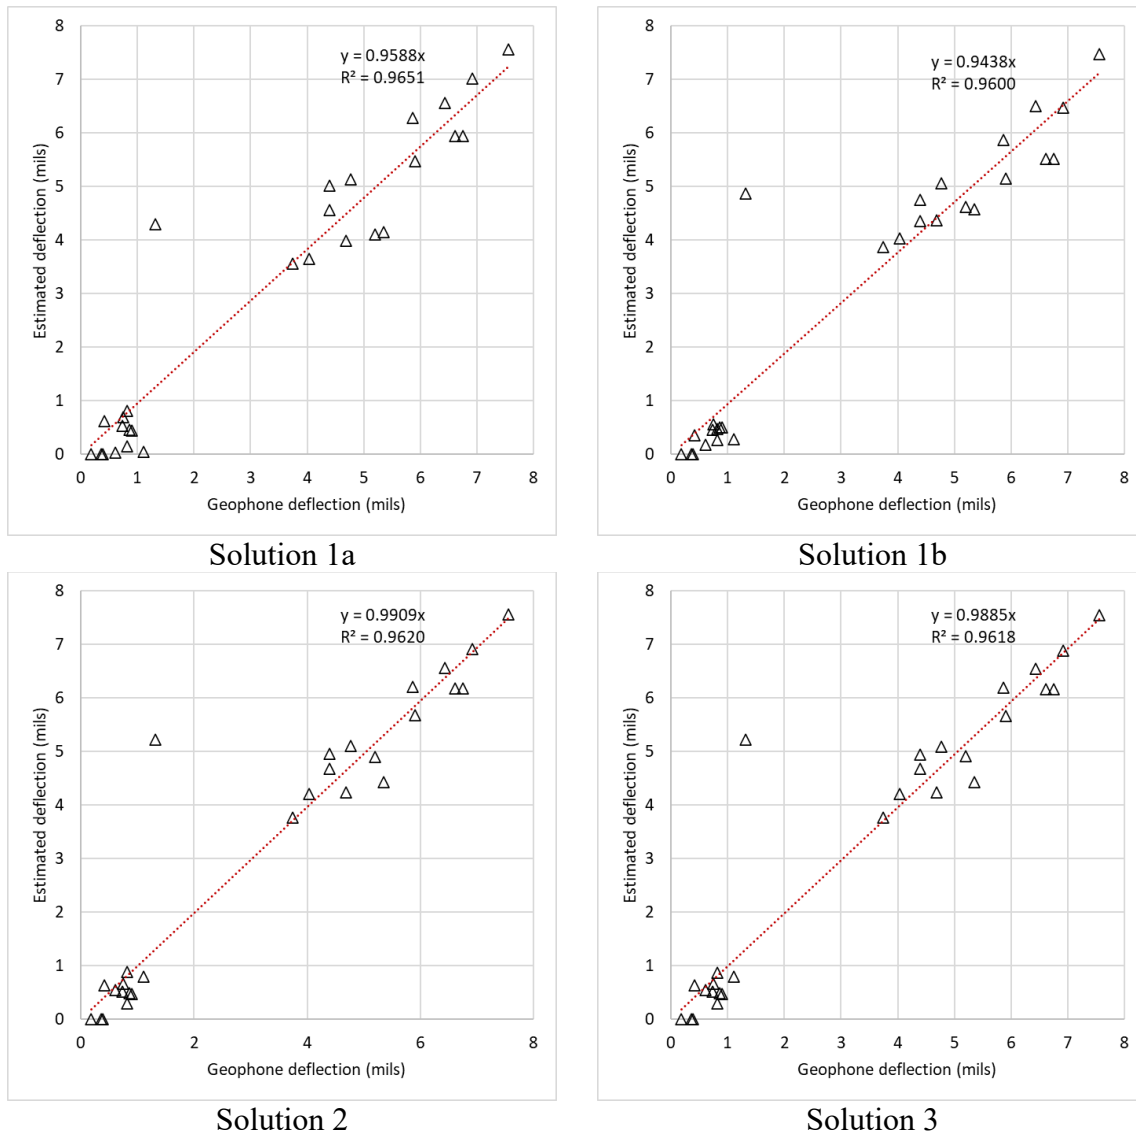 8
7
6
5
4
3
2
1
0
y = 0.9588x
R² = 0.9651
Estimated deflection (mils)
0 1 2 3 4 5 6 7 8
Geophone deflection (mils)
Solution 1a
8
7
6
5
4
3
2
1
0
y = 0.9438x
R² = 0.9600
Estimated deflection (mils)
0 1 2 3 4 5 6 7 8
Geophone deflection (mils)
Solution 1b
8
7
6
5
4
3
2
1
0
y = 0.9909x
R² = 0.9620
Estimated deflection (mils)
0 2 4 6 8
Geophone deflection (mils)
Solution 2
8
7
6
5
4
3
2
1
0
y = 0.9885x
R² = 0.9618
Estimated deflection (mils)
0 1 2 3 4 5 6 7 8
Geophone deflection (mils)
Solution 3